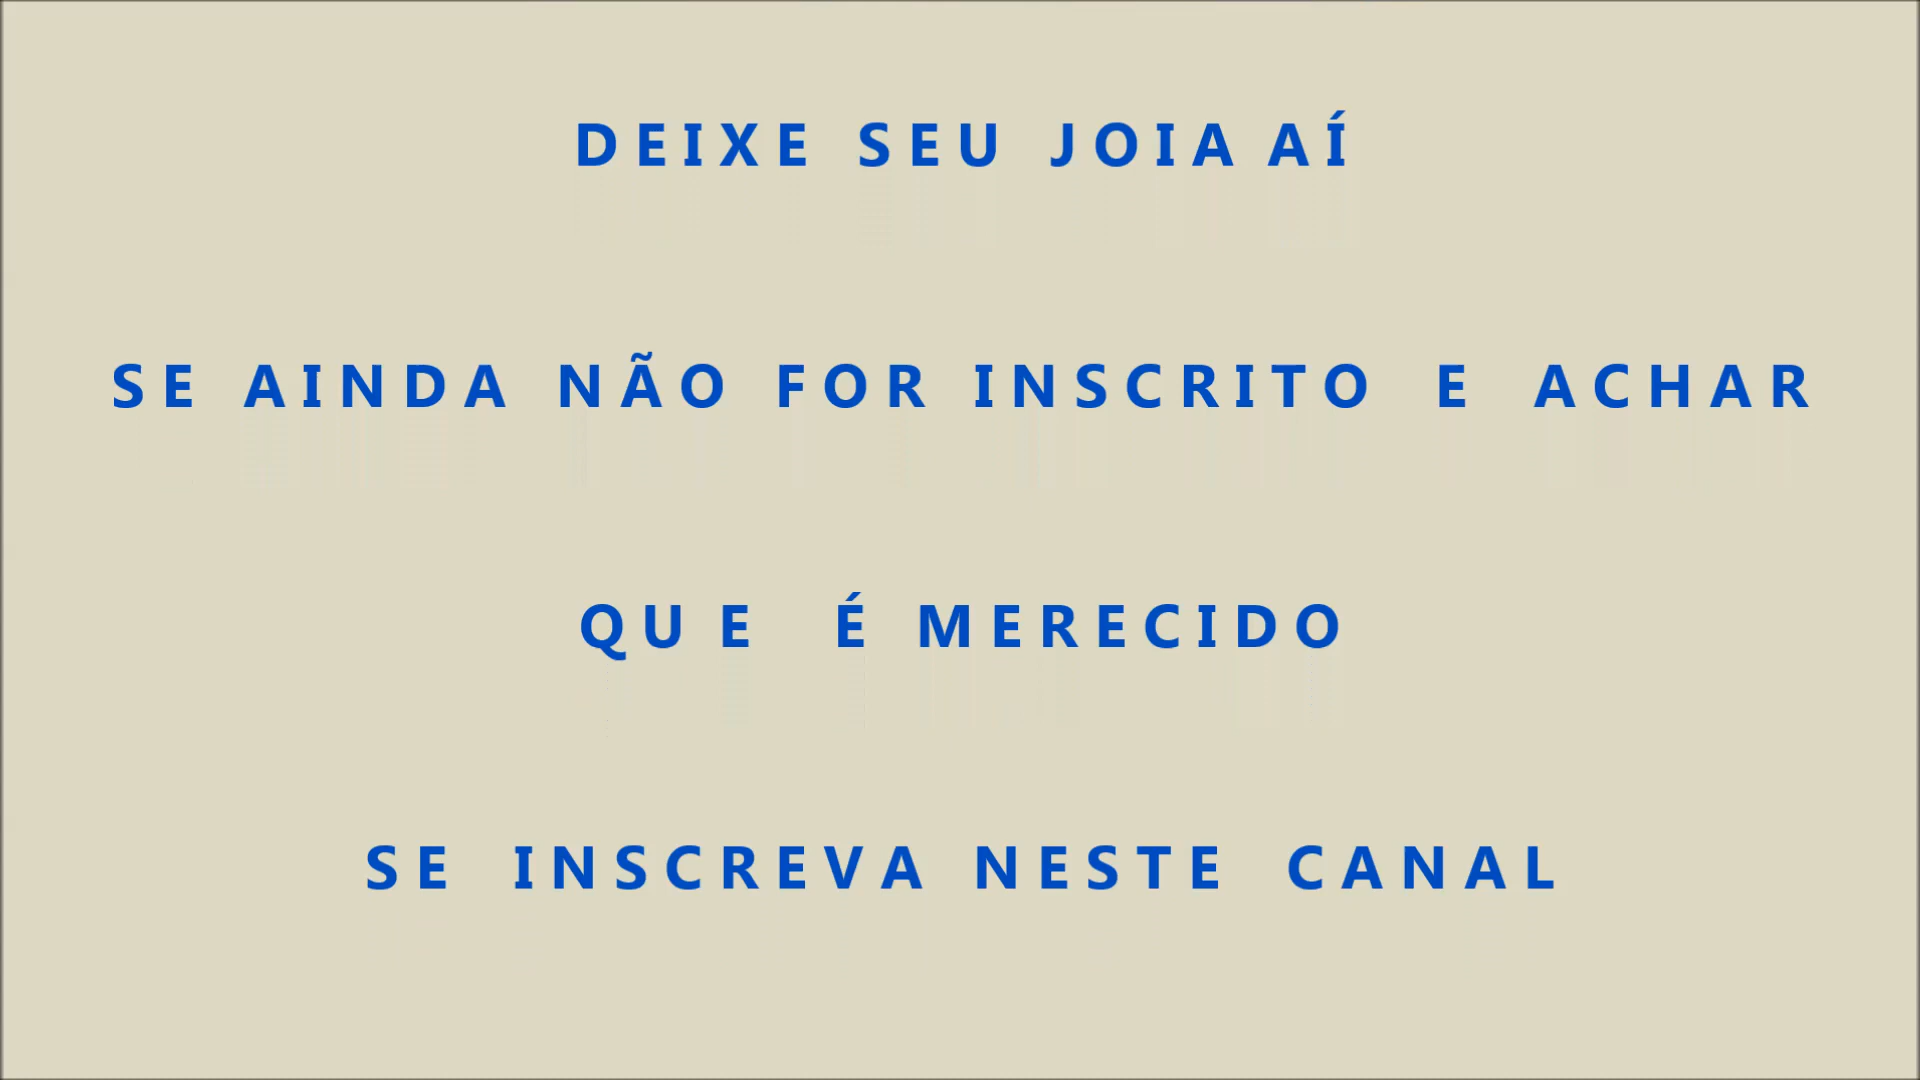 DEIXE SEU JOIA AÍ
SE AINDA NÃO FOR INSCRITO E ACHAR
QUE É MERECIDO
SE INSCREVA NESTE CANAL